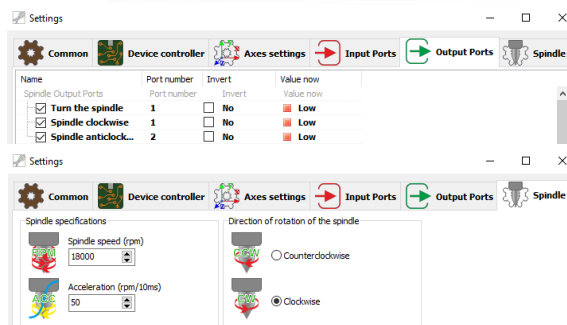 Settings
Common Device controller Axes settings Input Ports Output Ports Spindle
Name Port number Invert Value now
Spindle Output Ports Port number Invert Value now
Turn the spindle 1 No Low
Spindle clockwise 1 No Low
Spindle anticlock... 2 No Low
Settings
Common Device controller Axes settings Input Ports Output Ports Spindle
Spindle specifications Direction of rotation of the spindle
Spindle speed (rpm)
RPM 18000 CCW Counterclockwise
Acceleration (rpm/10ms)
ACC 50 CW Clockwise